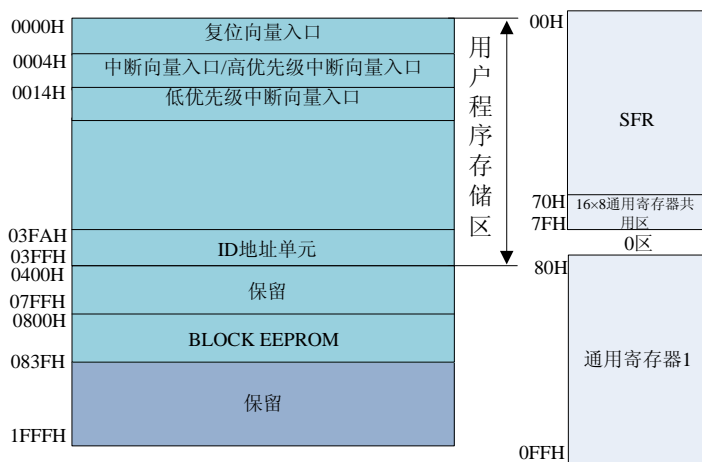 0000H
复位向量入口
0004H
中断向量入口/高优先级中断向量入口
0014H
低优先级中断向量入口
03FAH
03FFH
ID地址单元
0400H
保留
07FFH
0800H
BLOCK EEPROM
083FH
保留
1FFFH
用户程序存储区
00H
SFR
70H
16×8通用寄存器共
用区
7FH
0区
80H
通用寄存器1
0FFH